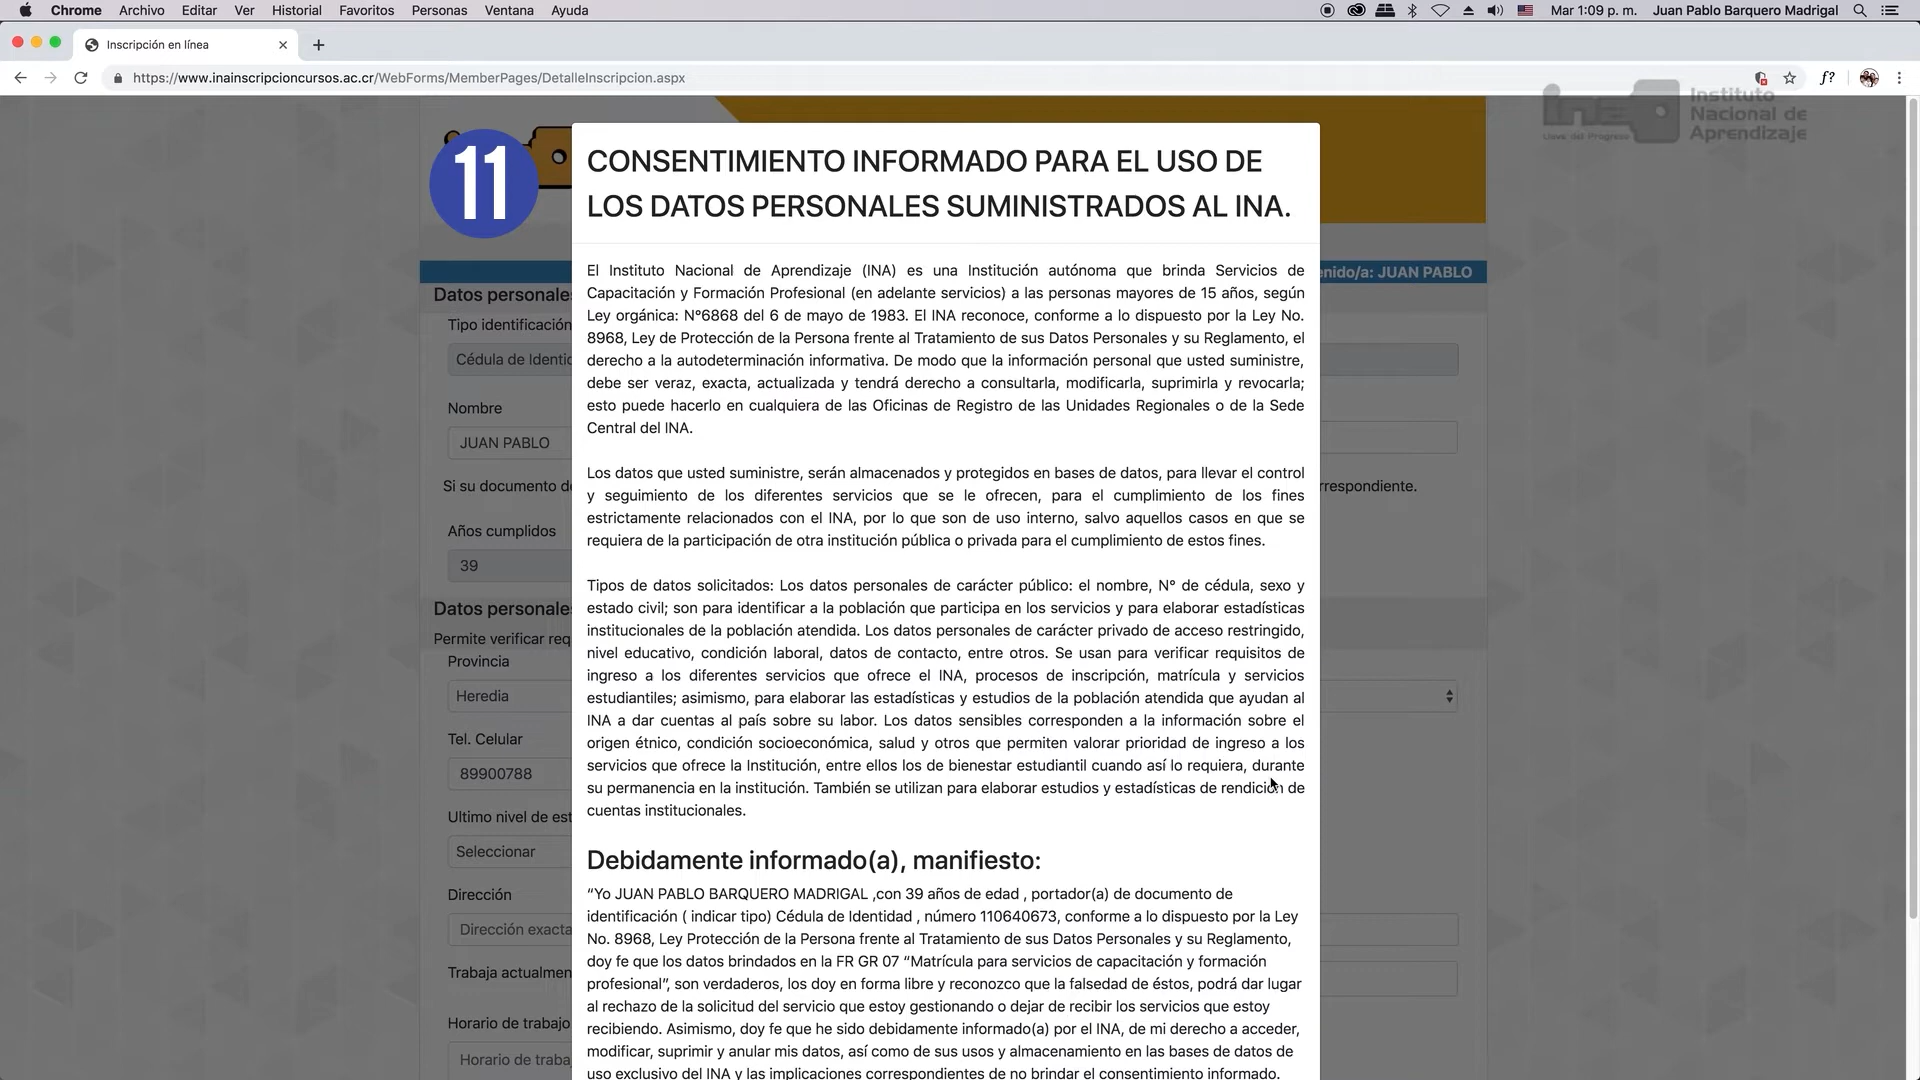 Chrome Archivo Editar Ver Historial Favoritos Personas Ventana Ayuda Mar 1:09 p. m. Juan Pablo Barquero Madrigal
Inscripción en línea
https://www.inainscripcioncursos.ac.cr/WebForms/MemberPages/DetalleInscripcion.aspx
f?
ina
Llave del Progreso
Instituto
Nacional de
Aprendizaje
11
CONSENTIMIENTO INFORMADO PARA EL USO DE
LOS DATOS PERSONALES SUMINISTRADOS AL INA.
enido/a: JUAN PABLO
El Instituto Nacional de Aprendizaje (INA) es una Institución autónoma que brinda Servicios de
Capacitación y Formación Profesional (en adelante servicios) a las personas mayores de 15 años, según
Ley orgánica: N°6868 del 6 de mayo de 1983. El INA reconoce, conforme a lo dispuesto por la Ley No.
8968, Ley de Protección de la Persona frente al Tratamiento de sus Datos Personales y su Reglamento, el
derecho a la autodeterminación informativa. De modo que la información personal que usted suministre,
debe ser veraz, exacta, actualizada y tendrá derecho a consultarla, modificarla, suprimirla y revocarla;
esto puede hacerlo en cualquiera de las Oficinas de Registro de las Unidades Regionales o de la Sede
Central del INA.
Los datos que usted suministre, serán almacenados y protegidos en bases de datos, para llevar el control
y seguimiento de los diferentes servicios que se le ofrecen, para el cumplimiento de los fines
estrictamente relacionados con el INA, por lo que son de uso interno, salvo aquellos casos en que se
requiera de la participación de otra institución pública o privada para el cumplimiento de estos fines.
Tipos de datos solicitados: Los datos personales de carácter público: el nombre, N° de cédula, sexo y
estado civil; son para identificar a la población que participa en los servicios y para elaborar estadísticas
institucionales de la población atendida. Los datos personales de carácter privado de acceso restringido,
nivel educativo, condición laboral, datos de contacto, entre otros. Se usan para verificar requisitos de
ingreso a los diferentes servicios que ofrece el INA, procesos de inscripción, matrícula y servicios
estudiantiles; asimismo, para elaborar las estadísticas y estudios de la población atendida que ayudan al
INA a dar cuentas al país sobre su labor. Los datos sensibles corresponden a la información sobre el
origen étnico, condición socioeconómica, salud y otros que permiten valorar prioridad de ingreso a los
servicios que ofrece la Institución, entre ellos los de bienestar estudiantil cuando así lo requiera, durante
su permanencia en la institución. También se utilizan para elaborar estudios y estadísticas de rendición de
cuentas institucionales.
Debidamente informado(a), manifiesto:
“Yo JUAN PABLO BARQUERO MADRIGAL ,con 39 años de edad , portador(a) de documento de
identificación ( indicar tipo) Cédula de Identidad , número 110640673, conforme a lo dispuesto por la Ley
No. 8968, Ley Protección de la Persona frente al Tratamiento de sus Datos Personales y su Reglamento,
doy fe que los datos brindados en la FR GR 07 “Matrícula para servicios de capacitación y formación
profesional”, son verdaderos, los doy en forma libre y reconozco que la falsedad de éstos, podrá dar lugar
al rechazo de la solicitud del servicio que estoy gestionando o dejar de recibir los servicios que estoy
recibiendo. Asimismo, doy fe que he sido debidamente informado(a) por el INA, de mi derecho a acceder,
modificar, suprimir y anular mis datos, así como de sus usos y almacenamiento en las bases de datos de
uso exclusivo del INA y las implicaciones correspondientes de no brindar el consentimiento informado.
Datos personales
Tipo identificación
Cédula de Identid
Nombre
JUAN PABLO
Si su documento de
rrespondiente.
Años cumplidos
39
Datos personales
Permite verificar req
Provincia
Heredia
Tel. Celular
89900788
Ultimo nivel de est
Seleccionar
Dirección
Dirección exacta
Trabaja actualmen
Horario de trabajo
Horario de traba